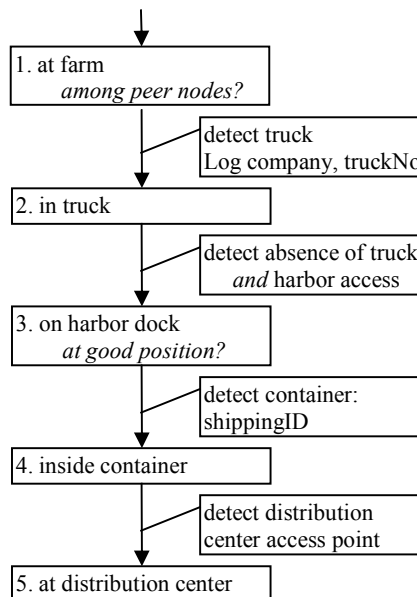 1. at farm
among peer nodes?
detect truck
Log company, truckNo
2. in truck
detect absence of truck
and harbor access
3. on harbor dock
at good position?
detect container:
shippingID
4. inside container
detect distribution
center access point
5. at distribution center